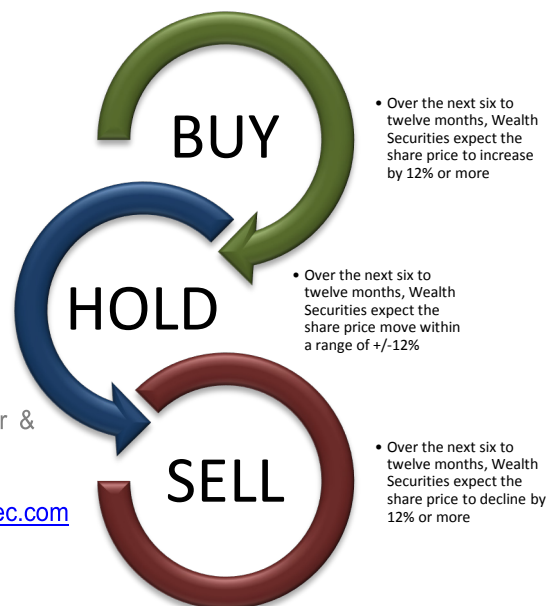 BUY
• Over the next six to
twelve months, Wealth
Securities expect the
share price to increase
by 12% or more
HOLD
• Over the next six to
twelve months, Wealth
Securities expect the
share price move within
a range of +/-12%
r &
SELL
• Over the next six to
twelve months, Wealth
Securities expect the
share price to decline by
12% or more
ec.com